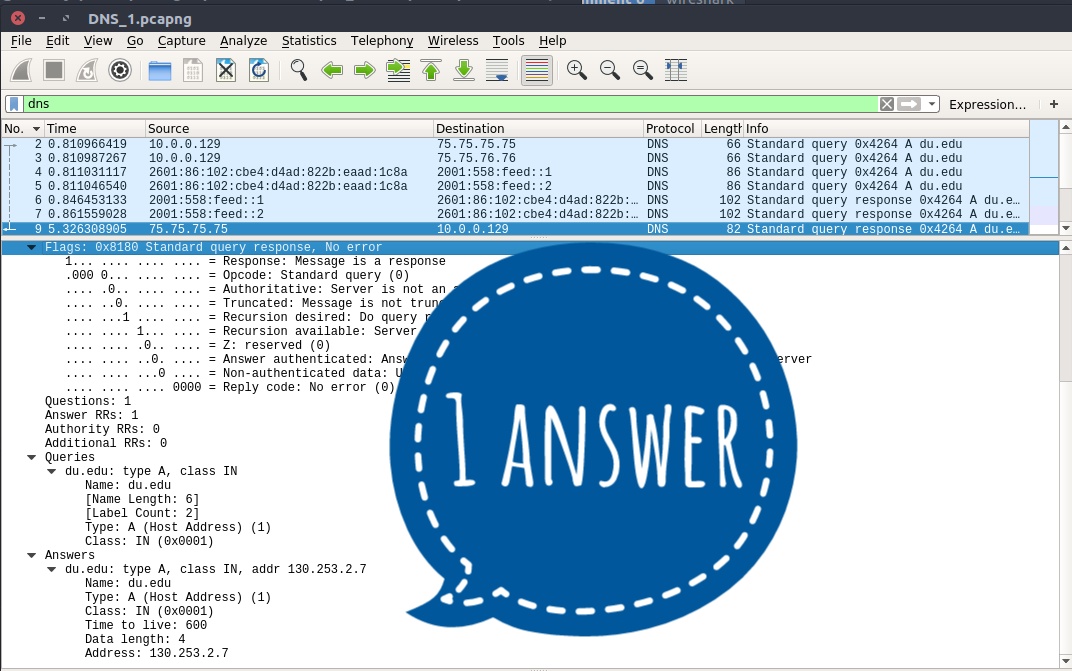 DNS_1.pcapng
File Edit View Go Capture Analyze Statistics Telephony Wireless Tools Help
dns Expression… +
No. Time Source Destination Protocol Length Info
2 0.810966419 10.0.0.129 75.75.75.75 DNS 66 Standard query 0x4264 A du.edu
3 0.810987267 10.0.0.129 75.75.76.76 DNS 66 Standard query 0x4264 A du.edu
4 0.811031117 2601:86:102:cbe4:d4ad:822b:eaad:1c8a 2001:558:feed::1 DNS 86 Standard query 0x4264 A du.edu
5 0.811046540 2601:86:102:cbe4:d4ad:822b:eaad:1c8a 2001:558:feed::2 DNS 86 Standard query 0x4264 A du.edu
6 0.846453133 2001:558:feed::1 2601:86:102:cbe4:d4ad:822b:… DNS 102 Standard query response 0x4264 A du.e…
7 0.861559028 2001:558:feed::2 2601:86:102:cbe4:d4ad:822b:… DNS 102 Standard query response 0x4264 A du.e…
9 5.326308905 75.75.75.75 10.0.0.129 DNS 82 Standard query response 0x4264 A du.e…
Flags: 0x8180 Standard query response, No error
1... .... .... .... = Response: Message is a response
.000 0... .... .... = Opcode: Standard query (0)
.... .0.. .... .... = Authoritative: Server is not an
.... ..0. .... .... = Truncated: Message is not
.... ...1 .... .... = Recursion desired: Do query
.... .... 1... .... = Recursion available: Server
.... .... .0.. .... = Z: reserved (0)
.... .... ..0. .... = Answer authenticated:
.... .... ...0 .... = Non-authenticated data:
.... .... .... 0000 = Reply code: No error (0)
Questions: 1
Answer RRs: 1
Authority RRs: 0
Additional RRs: 0
Queries
du.edu: type A, class IN
Name: du.edu
[Name Length: 6]
[Label Count: 2]
Type: A (Host Address) (1)
Class: IN (0x0001)
Answers
du.edu: type A, class IN, addr 130.253.2.7
Name: du.edu
Type: A (Host Address) (1)
Class: IN (0x0001)
Time to live: 600
Data length: 4
Address: 130.253.2.7
1 ANSWER